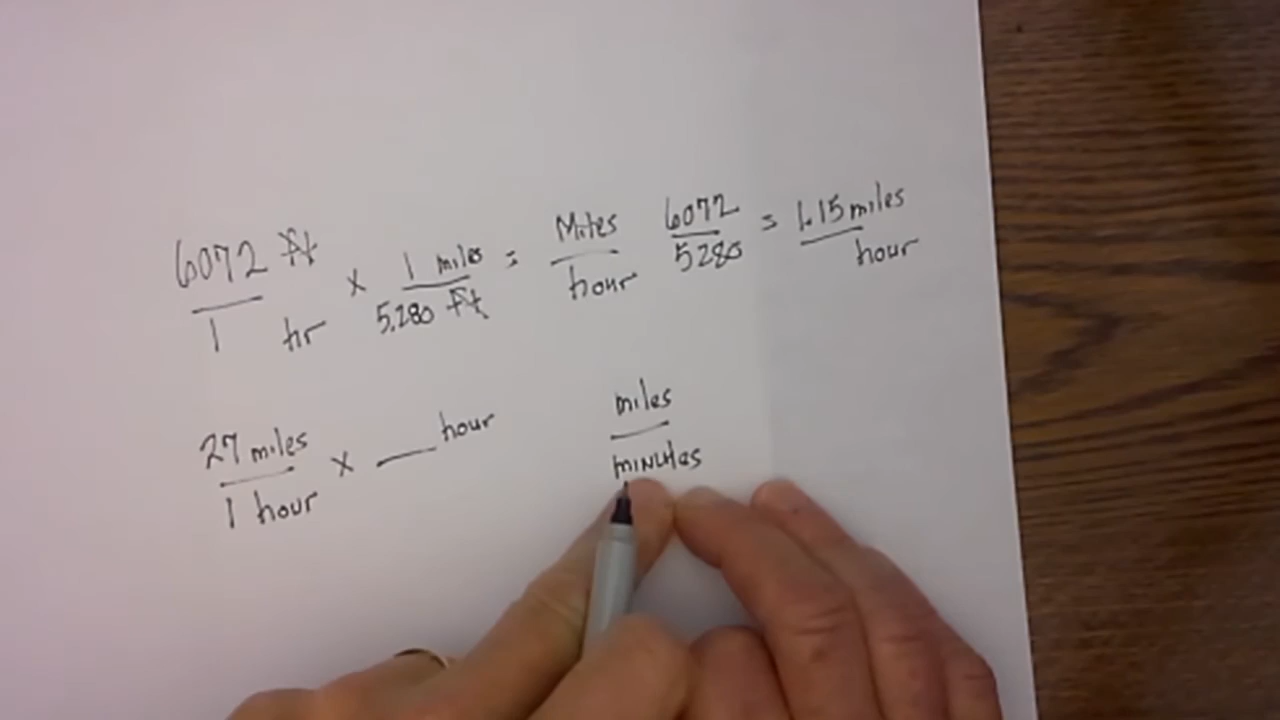 6072 ft / 1 hr × 1 miles / 5,280 ft = Miles / hour 6072 / 5280 = 1.15 miles / hour
27 miles / 1 hour × __ hour miles / minutes